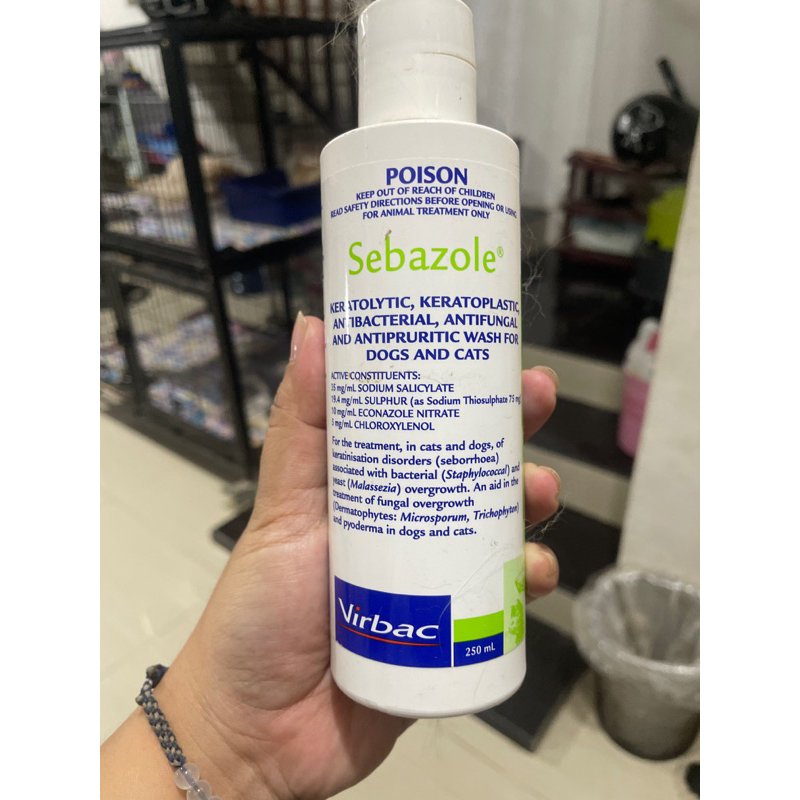 POISON
KEEP OUT OF REACH OF CHILDREN
READ SAFETY DIRECTIONS BEFORE OPENING OR USING
FOR ANIMAL TREATMENT ONLY
Sebazole®
KERATOLYTIC, KERATOPLASTIC,
ANTIBACTERIAL, ANTIFUNGAL
AND ANTIPRURITIC WASH FOR
DOGS AND CATS
ACTIVE CONSTITUENTS:
35 mg/mL SODIUM SALICYLATE
19.4 mg/mL SULPHUR (as Sodium Thiosulphate 75 mg
10 mg/mL ECONAZOLE NITRATE
5 mg/mL CHLOROXYLENOL
For the treatment, in cats and dogs, of
keratinisation disorders (seborrhoea)
associated with bacterial (Staphylococcal) and
yeast (Malassezia) overgrowth. An aid in the
treatment of fungal overgrowth
(Dermatophytes: Microsporum, Trichophyton)
and pyoderma in dogs and cats.
Virbac
250 mL